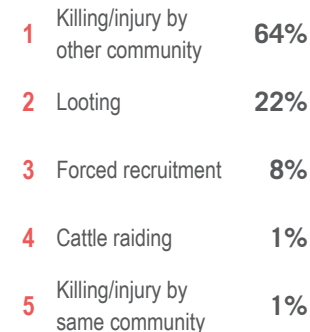 Killing/injury by
1 other community 64%
2 Looting 22%
3 Forced recruitment 8%
4 Cattle raiding 1%
Killing/injury by
5 same community 1%